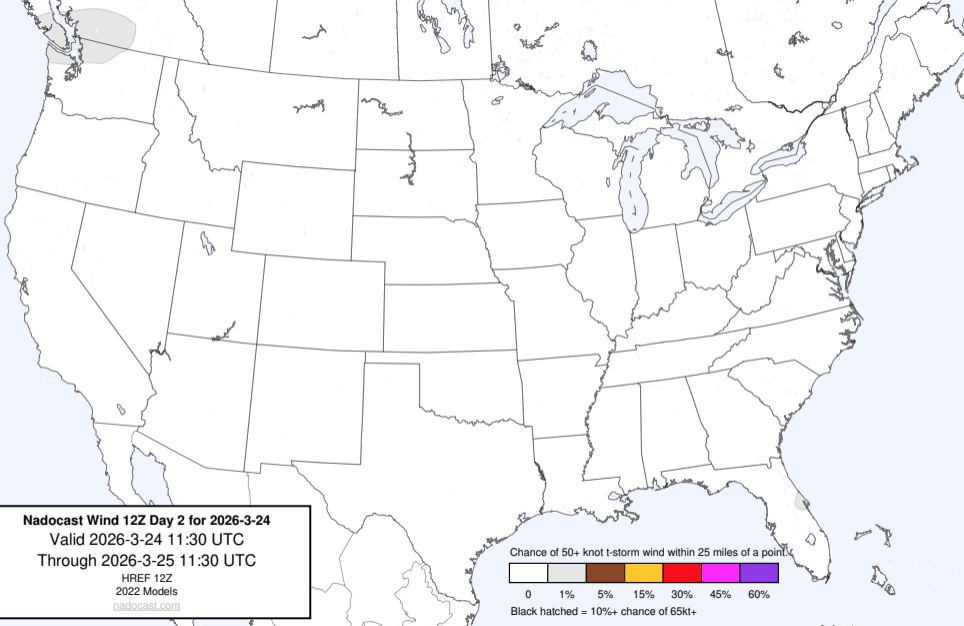 Nadocast Wind 12Z Day 2 for 2026-3-24
Valid 2026-3-24 11:30 UTC
Through 2026-3-25 11:30 UTC
HREF 12Z
2022 Models
nadocast.com
Chance of 50+ knot t-storm wind within 25 miles of a point.
0 1% 5% 15% 30% 45% 60%
Black hatched = 10%+ chance of 65kt+